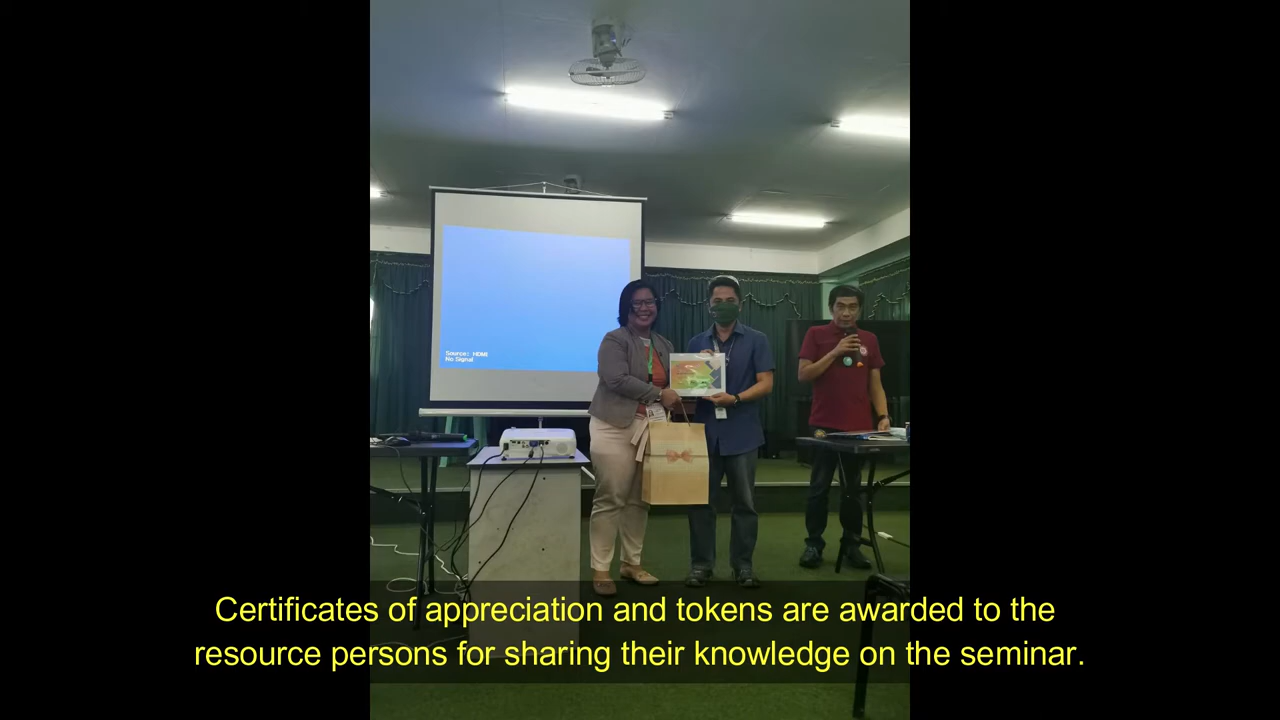 Source: HDMI
No Signal
Certificates of appreciation and tokens are awarded to the
resource persons for sharing their knowledge on the seminar.